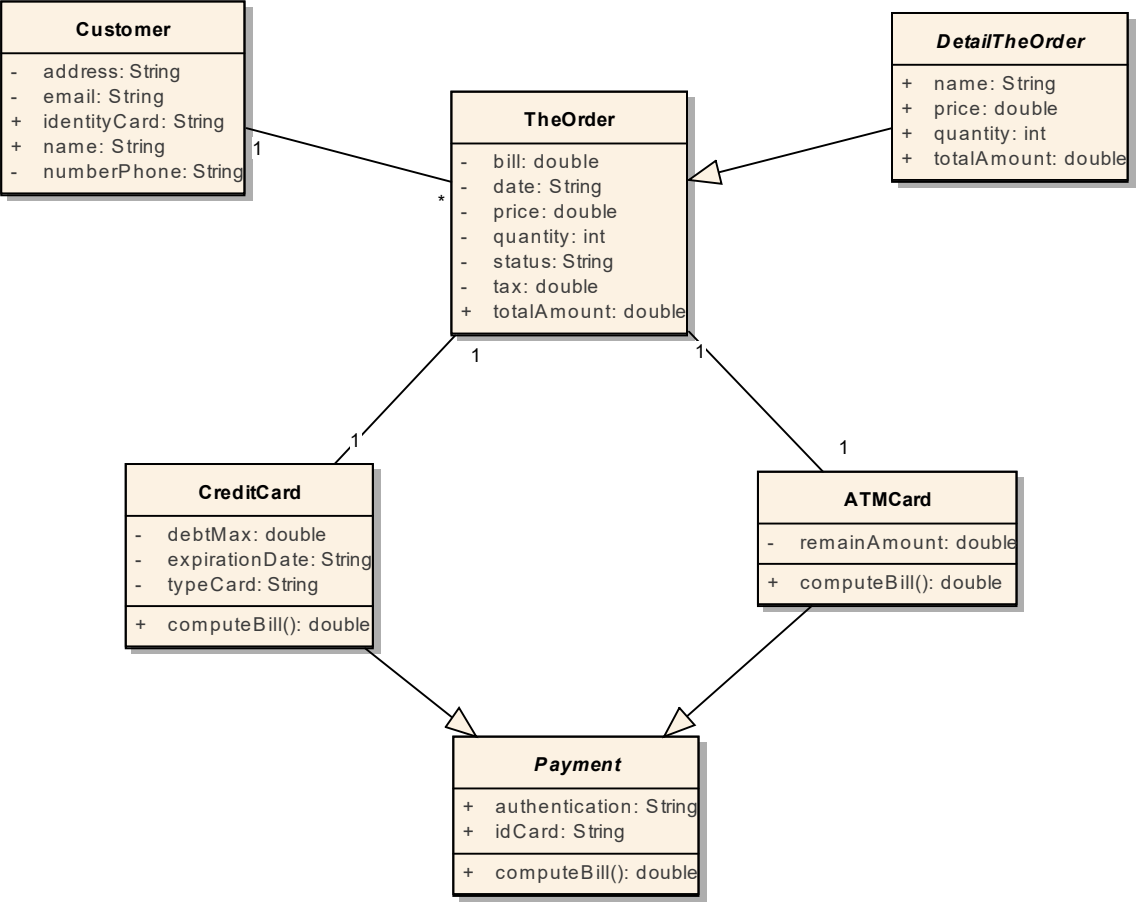 Customer
- address: String
- email: String
+ identityCard: String
+ name: String
- numberPhone: String
1
*
TheOrder
- bill: double
- date: String
- price: double
- quantity: int
- status: String
- tax: double
+ totalAmount: double
DetailTheOrder
+ name: String
+ price: double
+ quantity: int
+ totalAmount: double
1
1
1
1
CreditCard
- debtMax: double
- expirationDate: String
- typeCard: String
+ computeBill(): double
ATMCard
- remainAmount: double
+ computeBill(): double
Payment
+ authentication: String
+ idCard: String
+ computeBill(): double